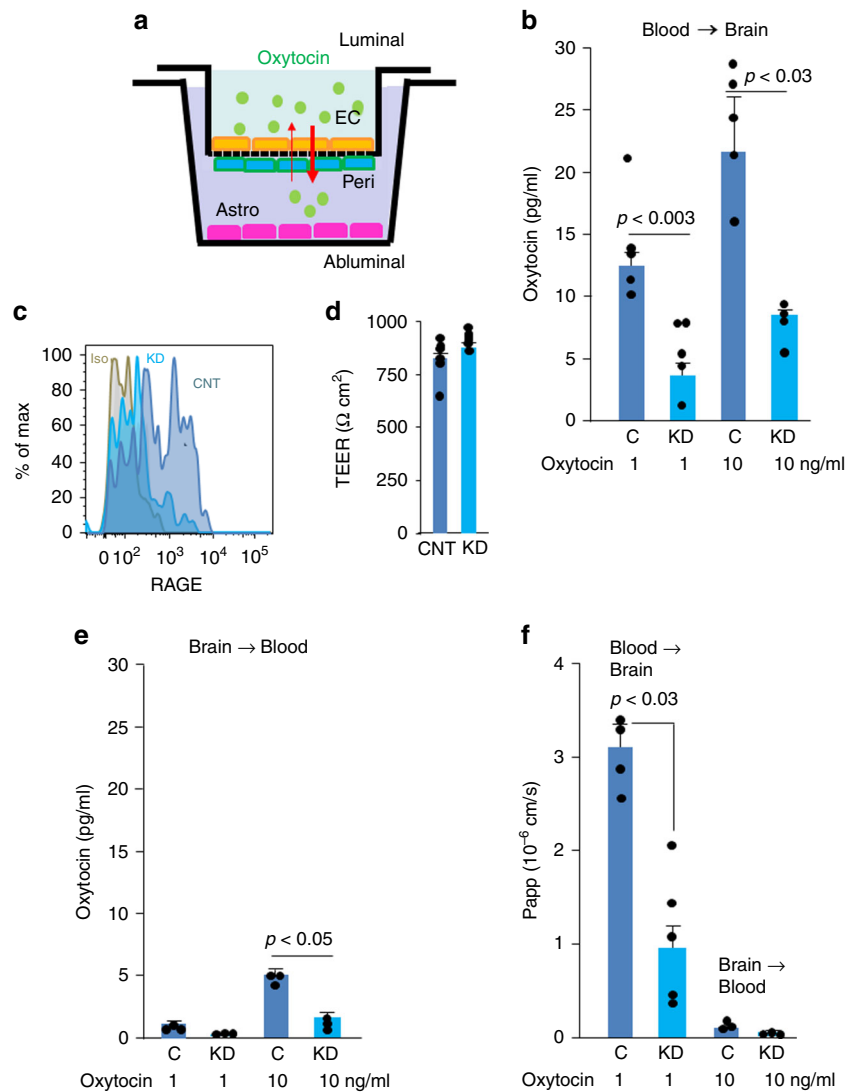 a
Luminal
Oxytocin
EC
Peri
Astro
Abluminal
b
Blood → Brain
30
25
20
15
10
5
0
Oxytocin (pg/ml)
p < 0.003
p < 0.03
C KD C KD
Oxytocin 1 1 10 10 ng/ml
c
100
80
60
40
20
0
% of max
Iso
KD
CNT
0 10² 10³ 10⁴ 10⁵
RAGE
d
1000
750
500
250
0
TEER (Ω cm²)
CNT KD
e
Brain → Blood
30
25
20
15
10
5
0
Oxytocin (pg/ml)
p < 0.05
C KD C KD
Oxytocin 1 1 10 10 ng/ml
f
4
3
2
1
0
Papp (10⁻⁶ cm/s)
Blood →
Brain
p < 0.03
Brain →
Blood
C KD C KD
Oxytocin 1 1 10 10 ng/ml